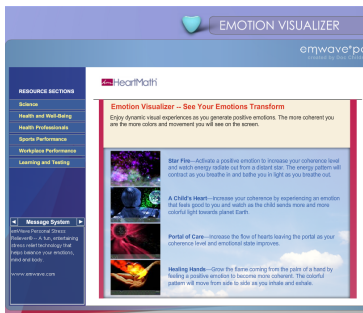 EMOTION VISUALIZER
emwave®pc
created by Doc Childre
RESOURCE SECTIONS
Science
Health and Well-Being
Health Professionals
Sports Performance
Workplace Performance
Learning and Testing
Message System
emWave Personal Stress
Reliever® – A fun, entertaining
stress relief technology that
helps balance your emotions,
mind and body.
www.emwave.com
HeartMath®
Emotion Visualizer -- See Your Emotions Transform
Enjoy dynamic visual experiences as you generate positive emotions. The more coherent you
are the more colors and movement you will see on the screen.
Star Fire—Activate a positive emotion to increase your coherence level
and watch energy radiate out from a distant star. The energy pattern will
contract as you breathe in and bathe you in light as you breathe out.
A Child's Heart—Increase your coherence by experiencing an emotion
that feels good to you and watch as the child sends more and more
colorful light towards planet Earth.
Portal of Care—Increase the flow of hearts leaving the portal as your
coherence level and emotional state improves.
Healing Hands—Grow the flame coming from the palm of a hand by
feeling a positive emotion to become more coherent. The colorful
pattern will move from side to side as you inhale and exhale.